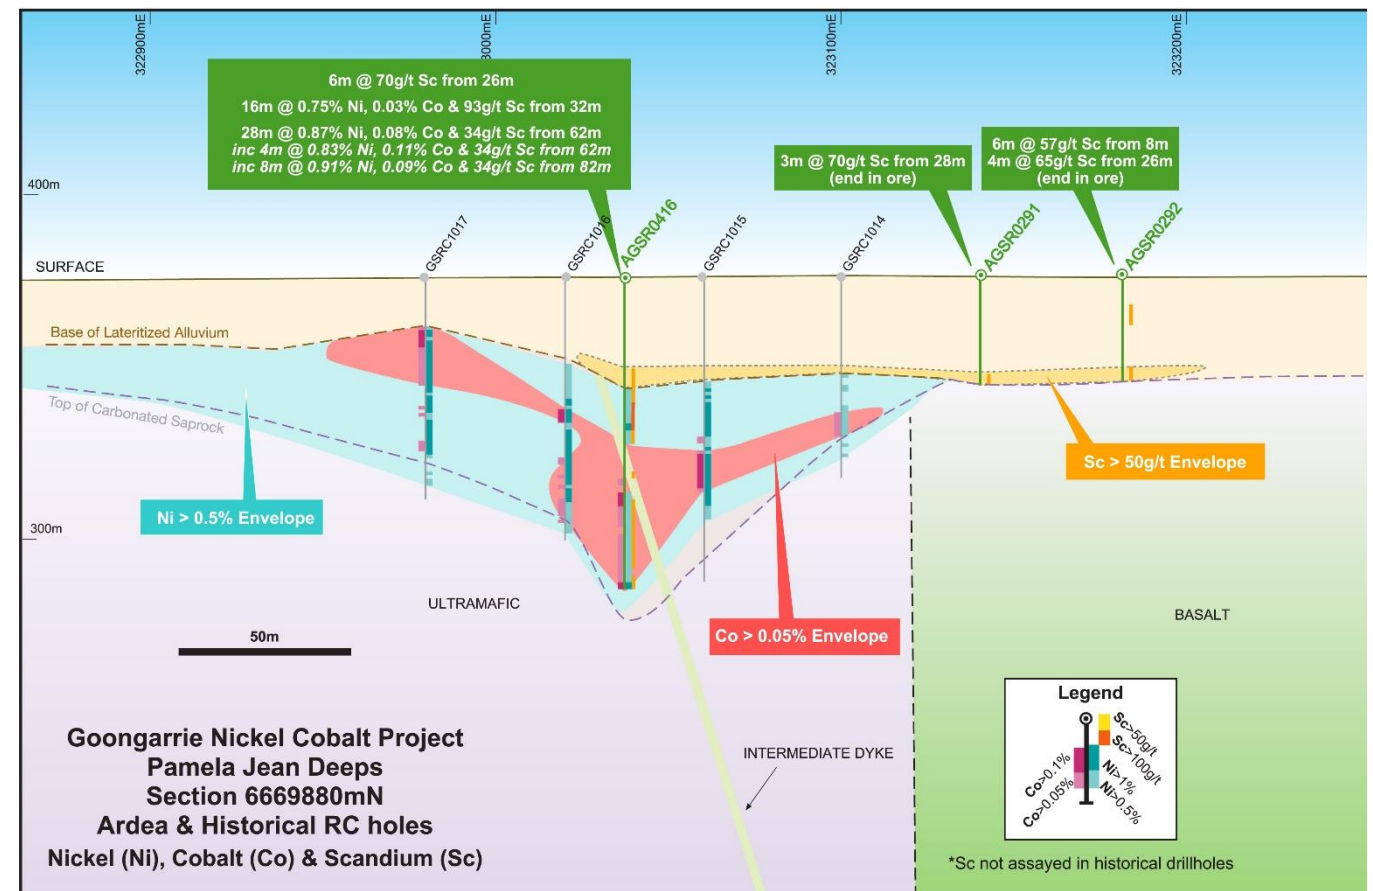 322900mE
3000mE
323100mE
323200mE
6m @ 70g/t Sc from 26m
16m @ 0.75% Ni, 0.03% Co & 93g/t Sc from 32m
28m @ 0.87% Ni, 0.08% Co & 34g/t Sc from 62m
inc 4m @ 0.83% Ni, 0.11% Co & 34g/t Sc from 62m
inc 8m @ 0.91% Ni, 0.09% Co & 34g/t Sc from 82m
3m @ 70g/t Sc from 28m
(end in ore)
6m @ 57g/t Sc from 8m
4m @ 65g/t Sc from 26m
(end in ore)
400m
GSRC1017
GSRC1016
AGSR0416
GSRC1015
GSRC1014
AGSR0291
AGSR0292
SURFACE
Base of Lateritized Alluvium
Top of Carbonated Saprock
Sc > 50g/t Envelope
Ni > 0.5% Envelope
300m
ULTRAMAFIC
BASALT
50m
Co > 0.05% Envelope
Legend
Sc>50g/t
Sc>100g/t
Co>0.1%
Ni>1%
Co>0.05%
Ni>0.5%
INTERMEDIATE DYKE
Goongarrie Nickel Cobalt Project
Pamela Jean Deeps
Section 6669880mN
Ardea & Historical RC holes
Nickel (Ni), Cobalt (Co) & Scandium (Sc)
*Sc not assayed in historical drillholes